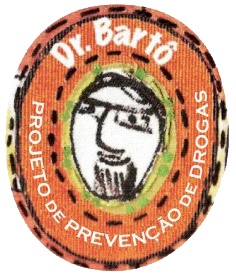 Dr. Bartô
PROJETO DE PREVENÇÃO DE DROGAS